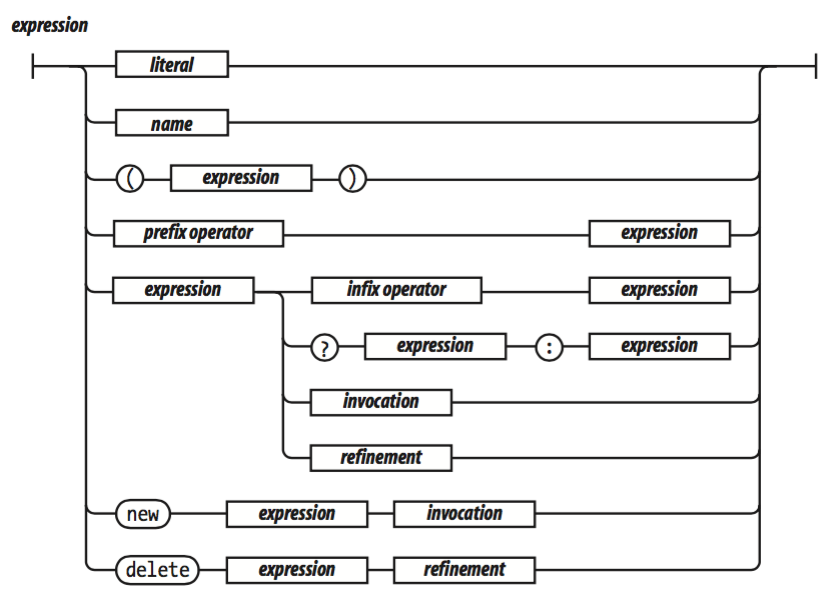 expression
literal
name
( expression )
prefix operator expression
expression infix operator expression
? expression : expression
invocation
refinement
new expression invocation
delete expression refinement